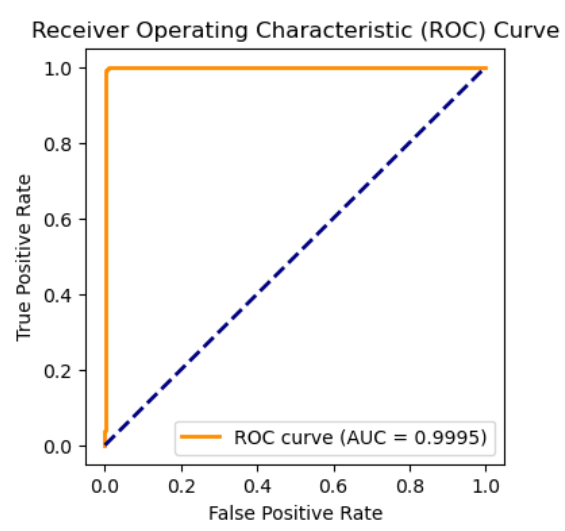 Receiver Operating Characteristic (ROC) Curve
1.0
0.8
0.6
0.4
0.2
0.0
True Positive Rate
ROC curve (AUC = 0.9995)
0.0 0.2 0.4 0.6 0.8 1.0
False Positive Rate